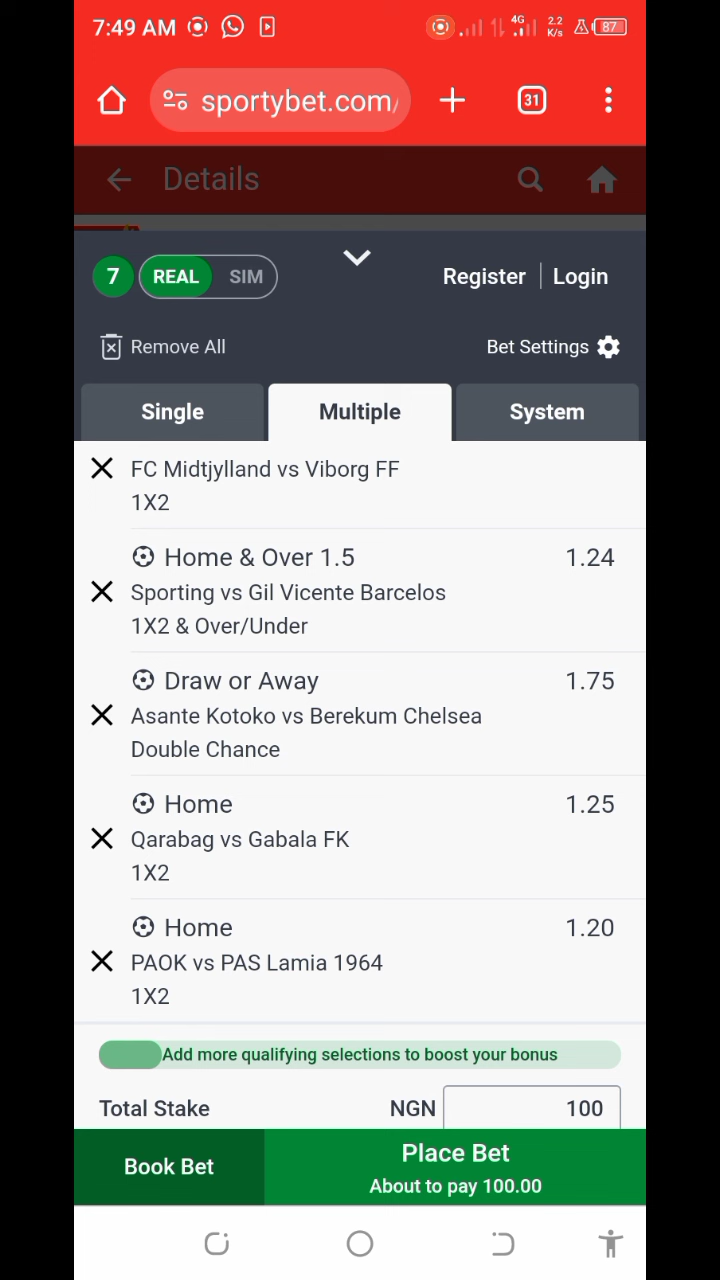 7:49 AM
4G 2.2 K/s 87
sportybet.com/
31
Details
7 REAL SIM Register Login
Remove All Bet Settings
Single Multiple System
FC Midtjylland vs Viborg FF
1X2
Home & Over 1.5 1.24
Sporting vs Gil Vicente Barcelos
1X2 & Over/Under
Draw or Away 1.75
Asante Kotoko vs Berekum Chelsea
Double Chance
Home 1.25
Qarabag vs Gabala FK
1X2
Home 1.20
PAOK vs PAS Lamia 1964
1X2
Add more qualifying selections to boost your bonus
Total Stake NGN 100
Book Bet
Place Bet
About to pay 100.00